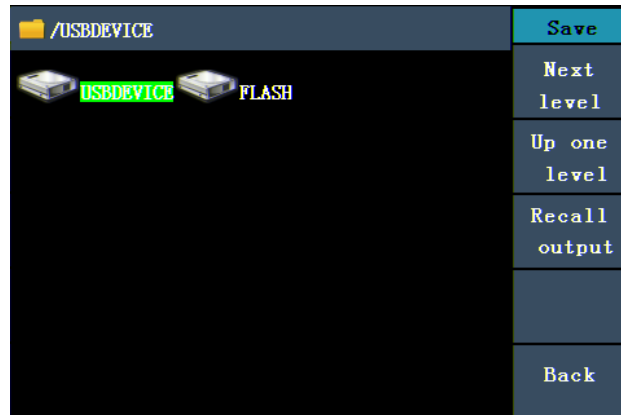 /USBDEVICE
USBDEVICE FLASH
Save
Next
level
Up one
level
Recall
output
Back